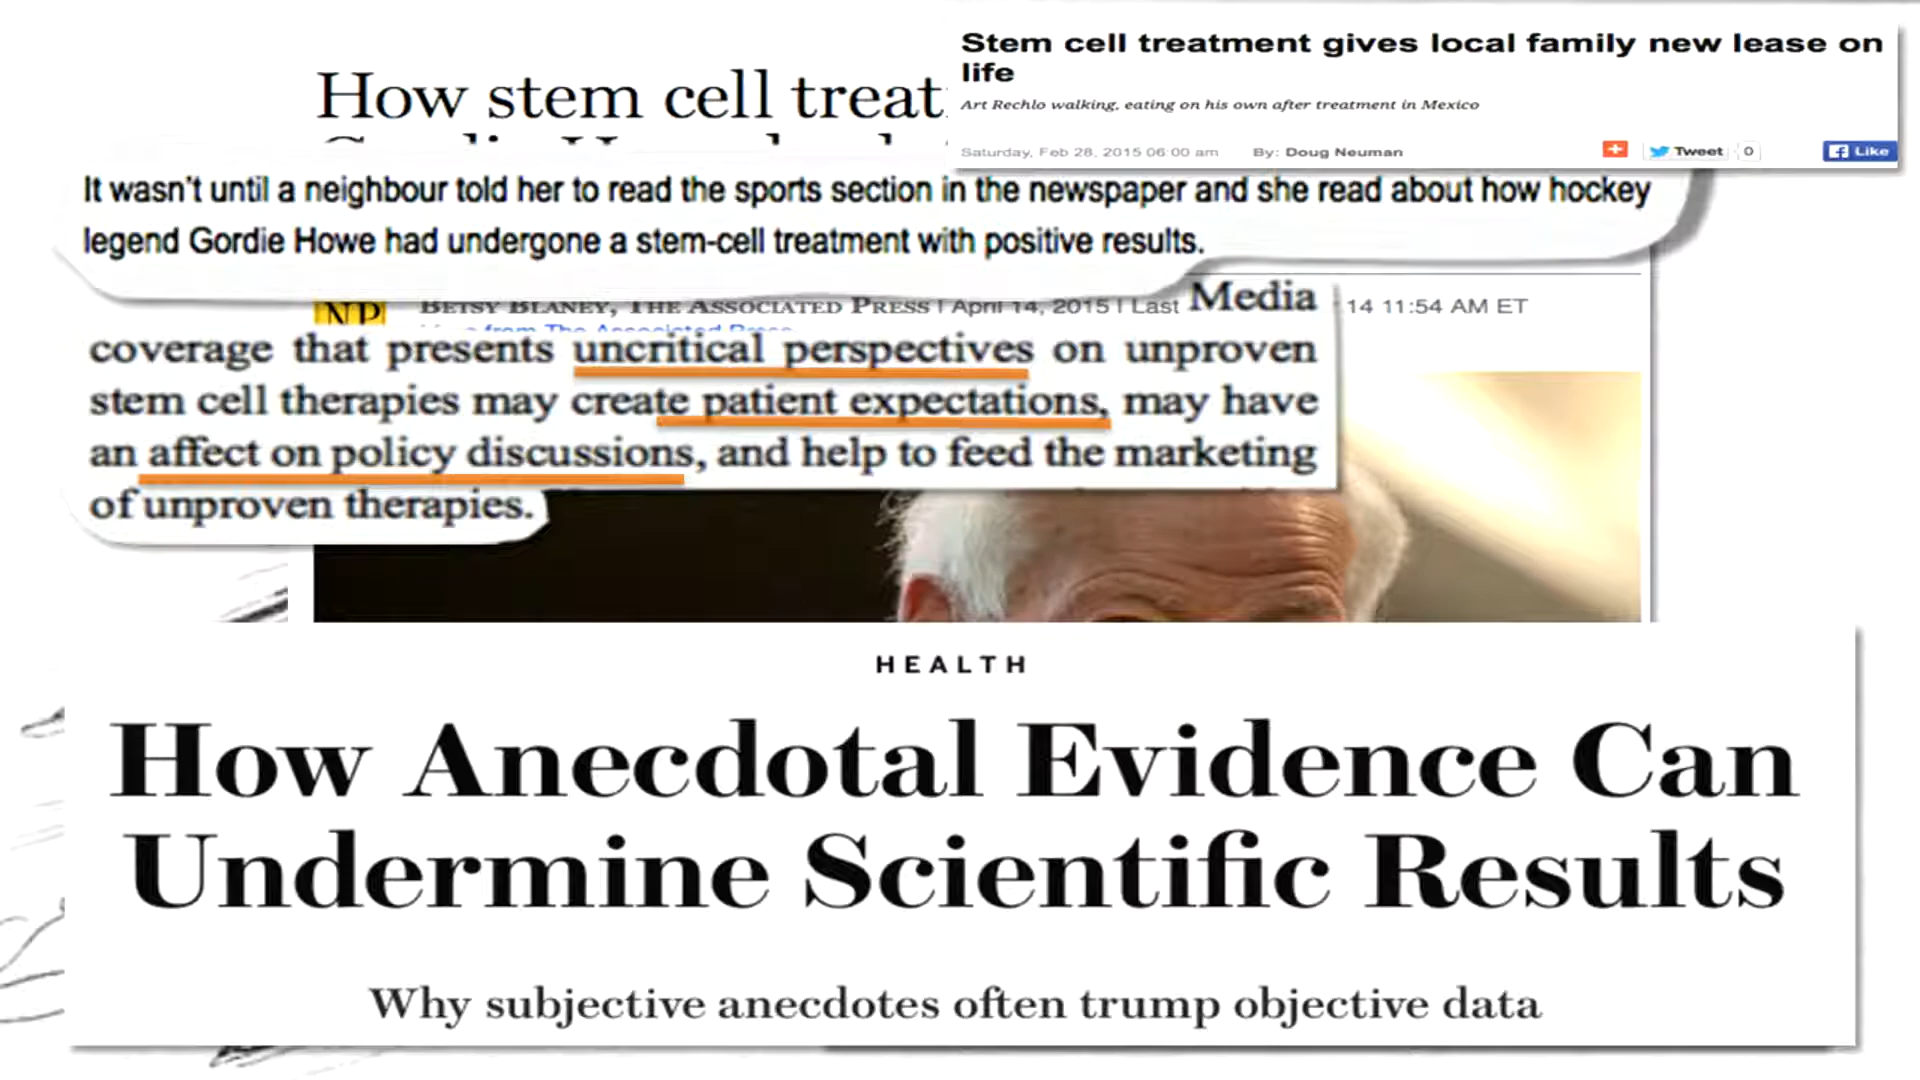 Stem cell treatment gives local family new lease on
life
Art Rechlo walking, eating on his own after treatment in Mexico
Saturday, Feb 28, 2015 06:00 am By: Doug Neuman
Tweet 0
Like
How stem cell treat
It wasn't until a neighbour told her to read the sports section in the newspaper and she read about how hockey
legend Gordie Howe had undergone a stem-cell treatment with positive results.
NP BETSY BLANEY, THE ASSOCIATED PRESS | April 14, 2015 | Last 14 11:54 AM ET
Media
coverage that presents uncritical perspectives on unproven
stem cell therapies may create patient expectations, may have
an affect on policy discussions, and help to feed the marketing
of unproven therapies.
HEALTH
How Anecdotal Evidence Can
Undermine Scientific Results
Why subjective anecdotes often trump objective data